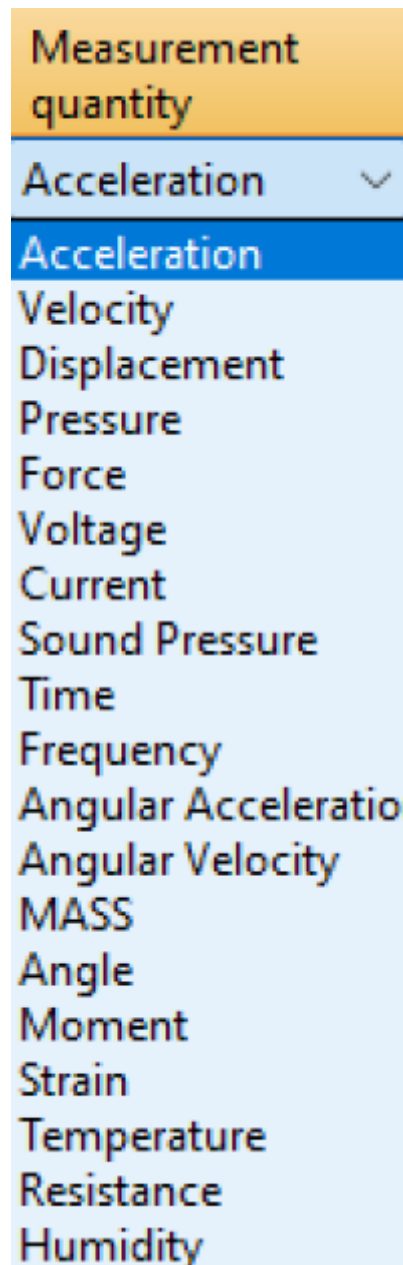 Measurement
quantity
Acceleration
Acceleration
Velocity
Displacement
Pressure
Force
Voltage
Current
Sound Pressure
Time
Frequency
Angular Acceleratio
Angular Velocity
MASS
Angle
Moment
Strain
Temperature
Resistance
Humidity